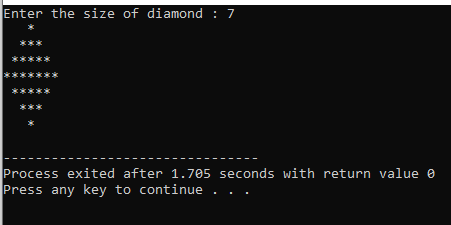 Enter the size of diamond : 7
   *
  ***
 *****
*******
 *****
  ***
   *

--------------------------------
Process exited after 1.705 seconds with return value 0
Press any key to continue . . .